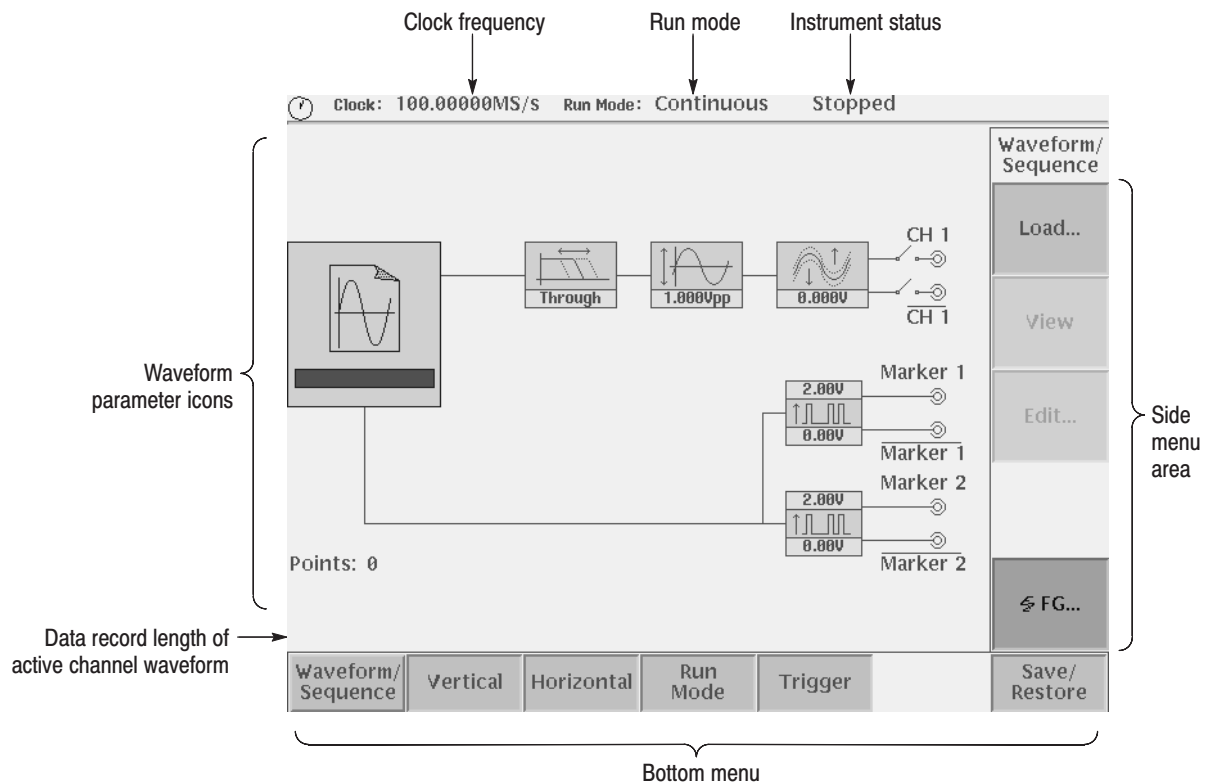 Clock frequency
Run mode
Instrument status
Clock: 100.00000MS/s Run Mode: Continuous Stopped
Waveform/
Sequence
Load...
View
Edit...
FG...
CH 1
CH 1
Through
1.000Vpp
0.000V
Marker 1
2.00V
0.00V
Marker 1
Marker 2
2.00V
0.00V
Marker 2
Points: 0
Waveform
parameter icons
Side
menu
area
Data record length of
active channel waveform
Waveform/
Sequence
Vertical
Horizontal
Run
Mode
Trigger
Save/
Restore
Bottom menu